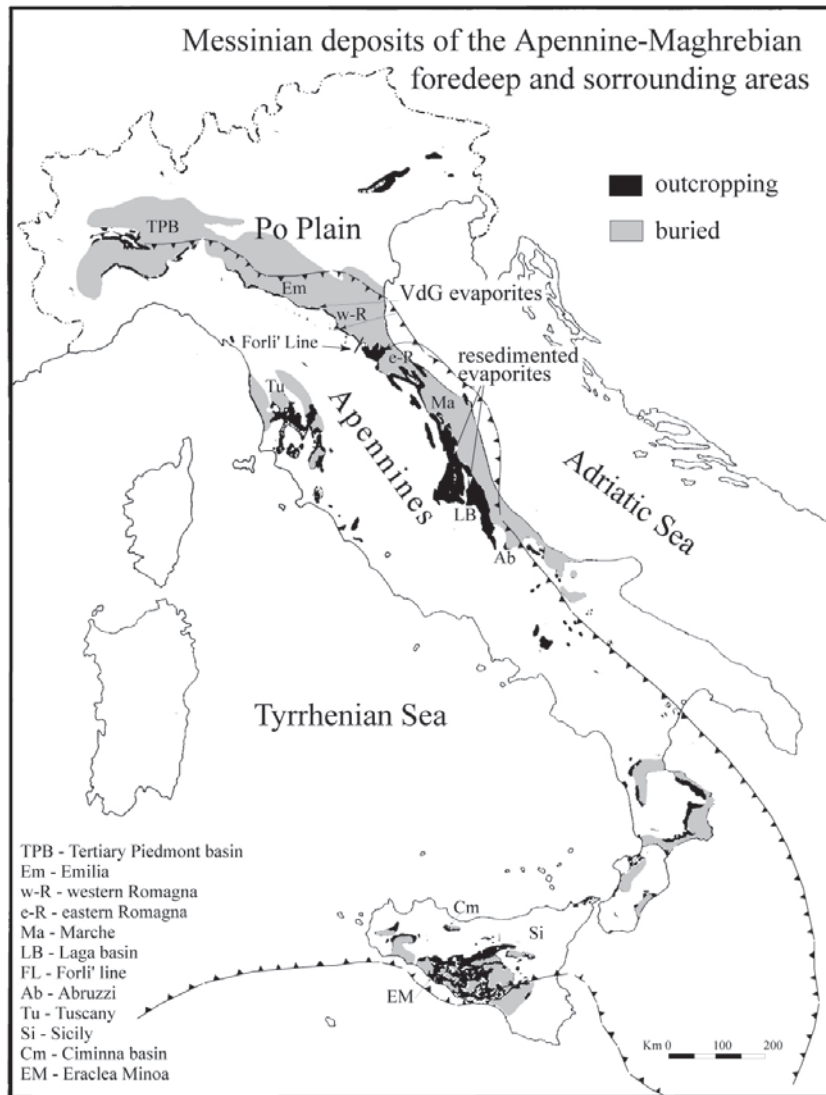 Messinian deposits of the Apennine-Maghrebian
foredeep and sorrounding areas
outcropping
buried
TPB
Po Plain
Em
VdG evaporites
w-R
Forli' Line
e-R
resedimented
evaporites
Tu
Ma
Apennines
Adriatic Sea
LB
Ab
Tyrrhenian Sea
TPB - Tertiary Piedmont basin
Em - Emilia
w-R - western Romagna
e-R - eastern Romagna
Ma - Marche
LB - Laga basin
FL - Forli' line
Ab - Abruzzi
Tu - Tuscany
Si - Sicily
Cm - Ciminna basin
EM - Eraclea Minoa
Cm
Si
EM
Km 0 100 200